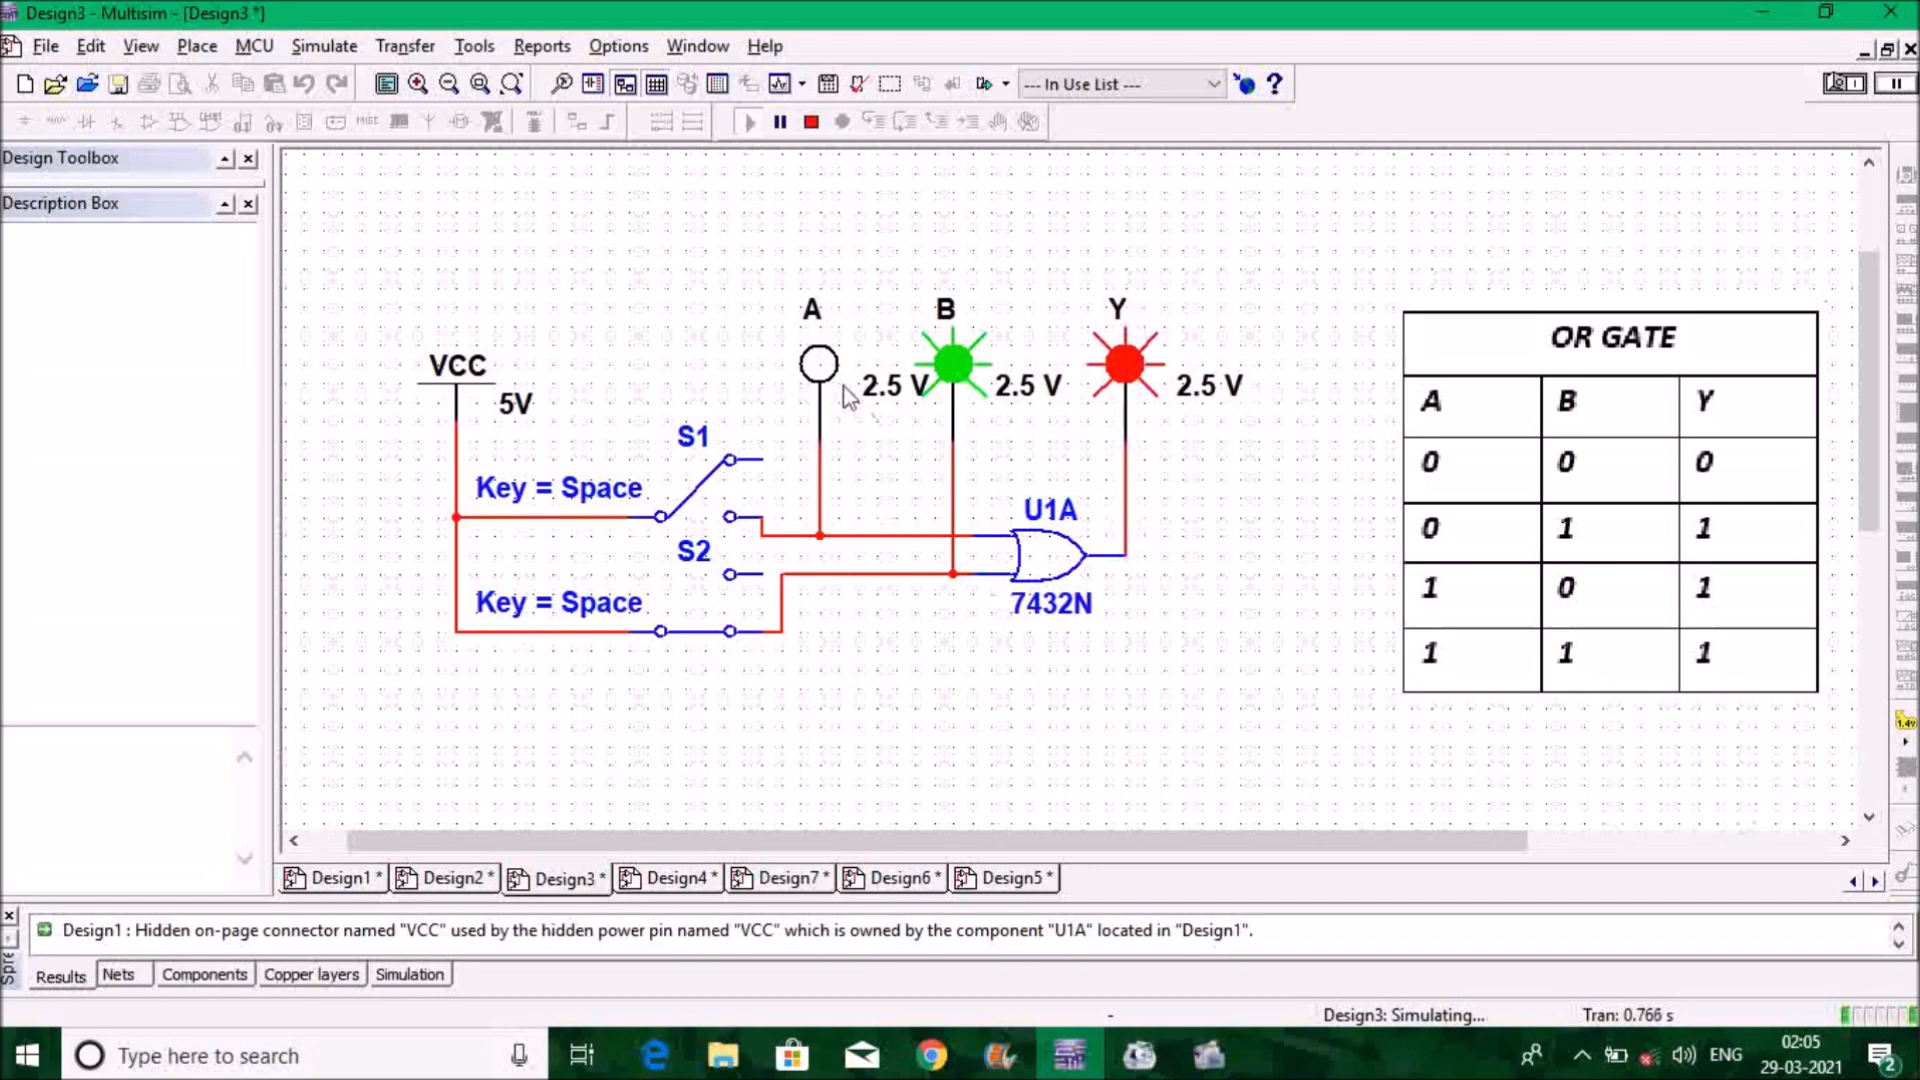 Design3 - Multisim - [Design3 *]
File Edit View Place MCU Simulate Transfer Tools Reports Options Window Help
--- In Use List ---
Design Toolbox
Description Box
A B Y
VCC
5V
2.5 V 2.5 V 2.5 V
S1
Key = Space
U1A
S2
Key = Space
7432N
OR GATE
A B Y
0 0 0
0 1 1
1 0 1
1 1 1
Design1 * Design2 * Design3 * Design4 * Design7 * Design6 * Design5 *
Design1 : Hidden on-page connector named "VCC" used by the hidden power pin named "VCC" which is owned by the component "U1A" located in "Design1".
Results Nets Components Copper layers Simulation
- Design3: Simulating... Tran: 0.766 s
Type here to search
ENG
02:05
29-03-2021
2